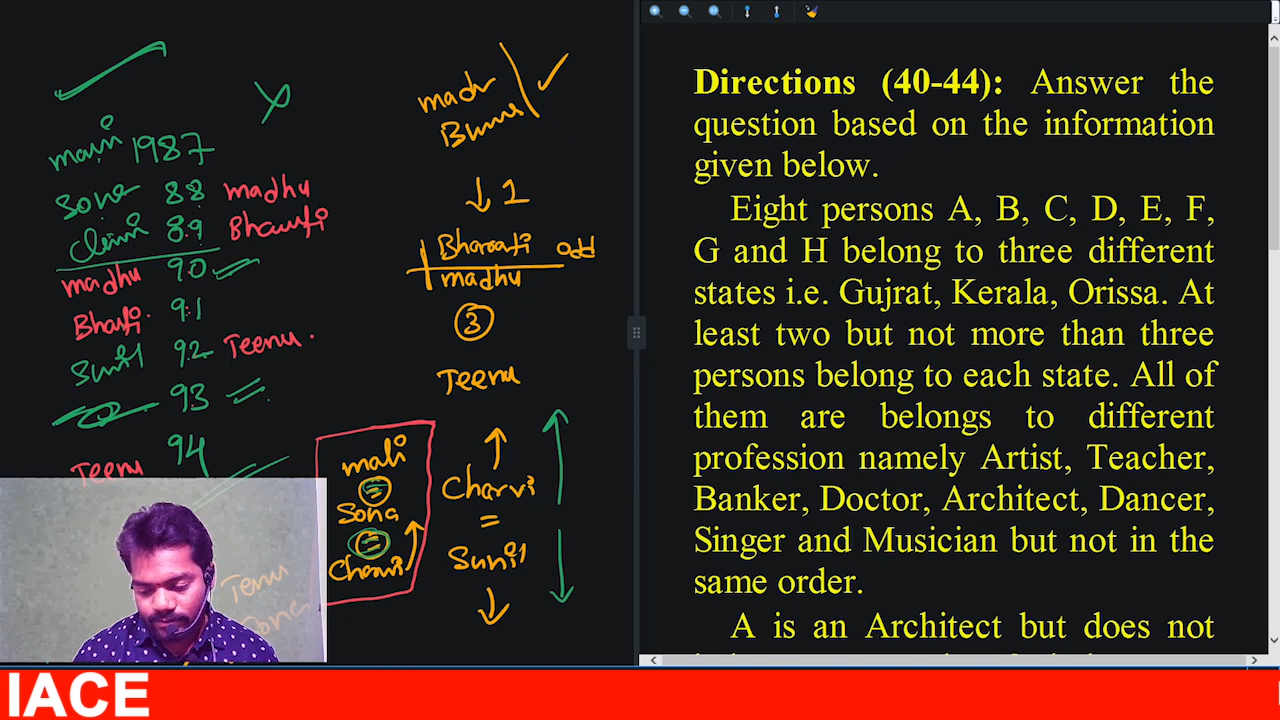 main 1987
Sona 88 madhu
89 Bharati
madhu 90
Bharti 91
Sunil 92 Teenu
93
94
Teenu
madhu
1
Bharati odd
madhu
3
Teenu
mali
=
Sona
=
Charvi
Charvi
=
Sunil
Directions (40-44): Answer the
question based on the information
given below.
Eight persons A, B, C, D, E, F,
G and H belong to three different
states i.e. Gujrat, Kerala, Orissa. At
least two but not more than three
persons belong to each state. All of
them are belongs to different
profession namely Artist, Teacher,
Banker, Doctor, Architect, Dancer,
Singer and Musician but not in the
same order.
A is an Architect but does not
IACE